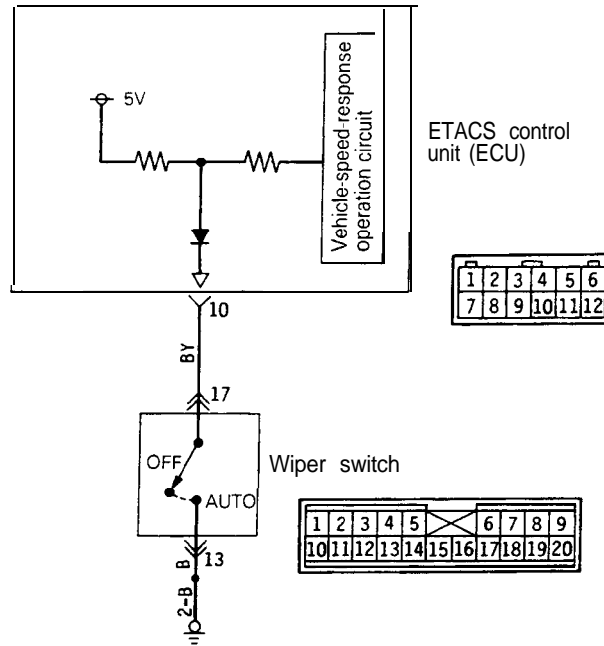 5V
Vehicle-speed-response
operation circuit
ETACS control
unit (ECU)
10
1 2 3 4 5 6
7 8 9 10 11 12
BY
17
OFF
AUTO
Wiper switch
1 2 3 4 5 6 7 8 9
10 11 12 13 14 15 16 17 18 19 20
B
13
2-B